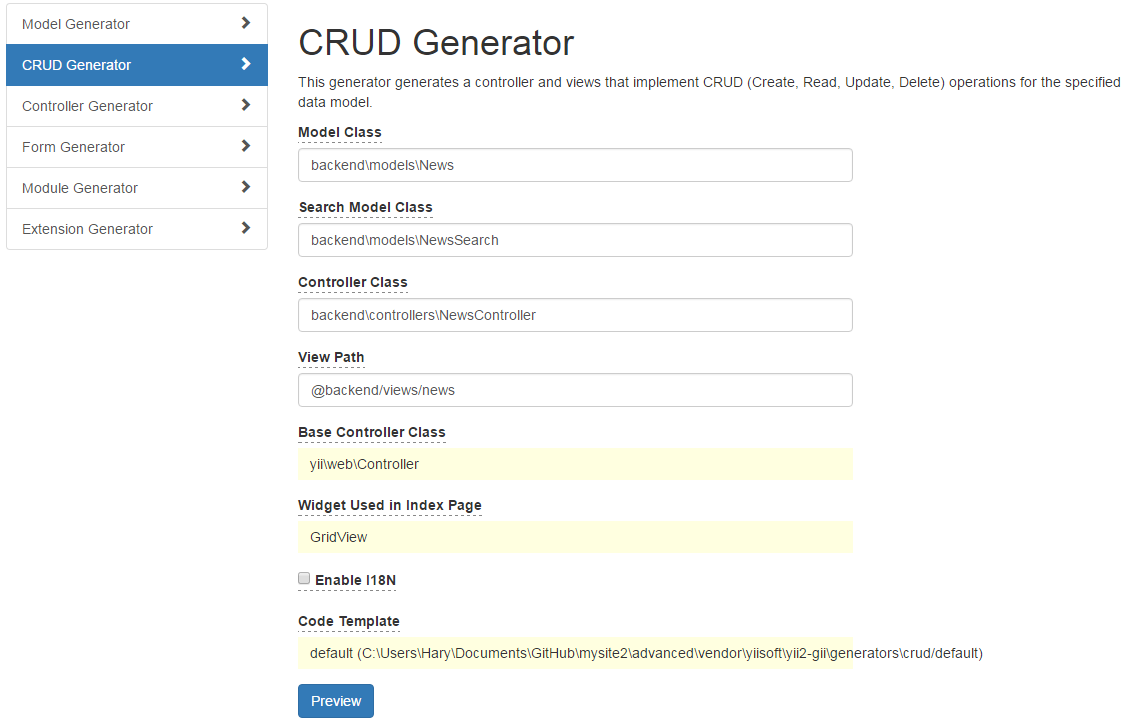 Model Generator
CRUD Generator
Controller Generator
Form Generator
Module Generator
Extension Generator
CRUD Generator
This generator generates a controller and views that implement CRUD (Create, Read, Update, Delete) operations for the specified
data model.
Model Class
backend\models\News
Search Model Class
backend\models\NewsSearch
Controller Class
backend\controllers\NewsController
View Path
@backend/views/news
Base Controller Class
yii\web\Controller
Widget Used in Index Page
GridView
Enable I18N
Code Template
default (C:\Users\Hary\Documents\GitHub\mysite2\advanced\vendor\yiisoft\yii2-gii\generators\crud/default)
Preview